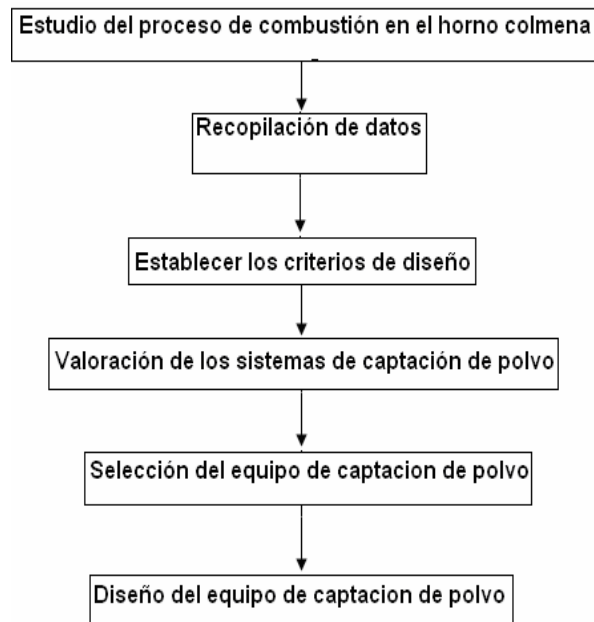 Estudio del proceso de combustión en el horno colmena
Recopilación de datos
Establecer los criterios de diseño
Valoración de los sistemas de captación de polvo
Selección del equipo de captacion de polvo
Diseño del equipo de captacion de polvo